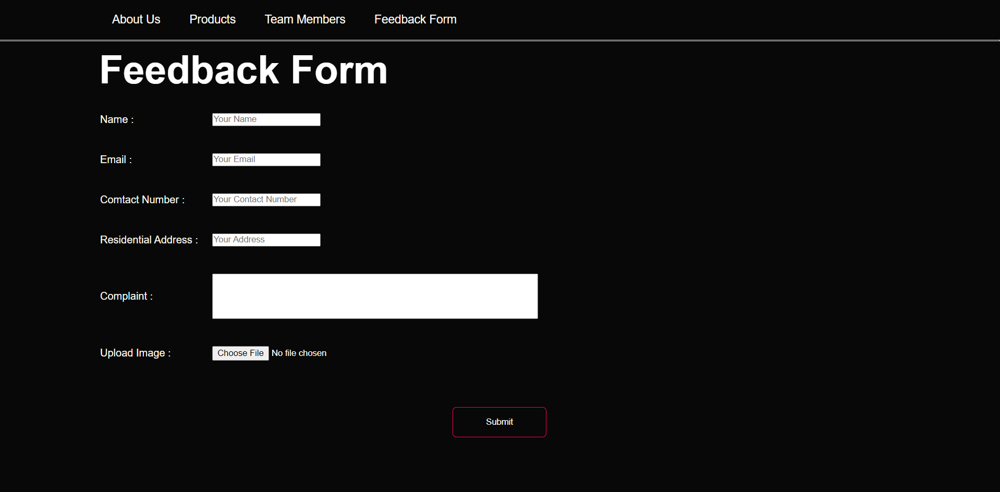 About Us Products Team Members Feedback Form
Feedback Form
Name : Your Name
Email : Your Email
Comtact Number : Your Contact Number
Residential Address : Your Address
Complaint :
Upload Image : Choose File No file chosen
Submit